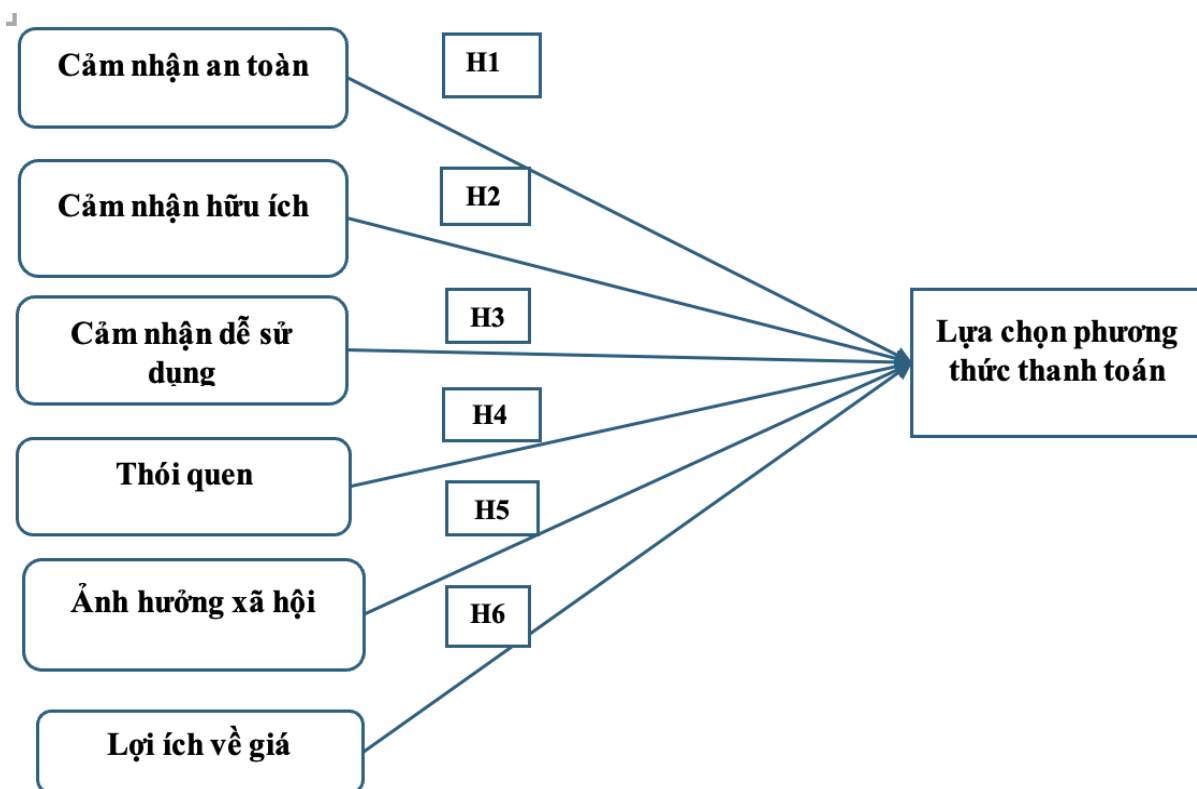 Cảm nhận an toàn
H1
Cảm nhận hữu ích
H2
Cảm nhận dễ sử
dụng
H3
Thói quen
H4
Ảnh hưởng xã hội
H5
Lợi ích về giá
H6
Lựa chọn phương
thức thanh toán